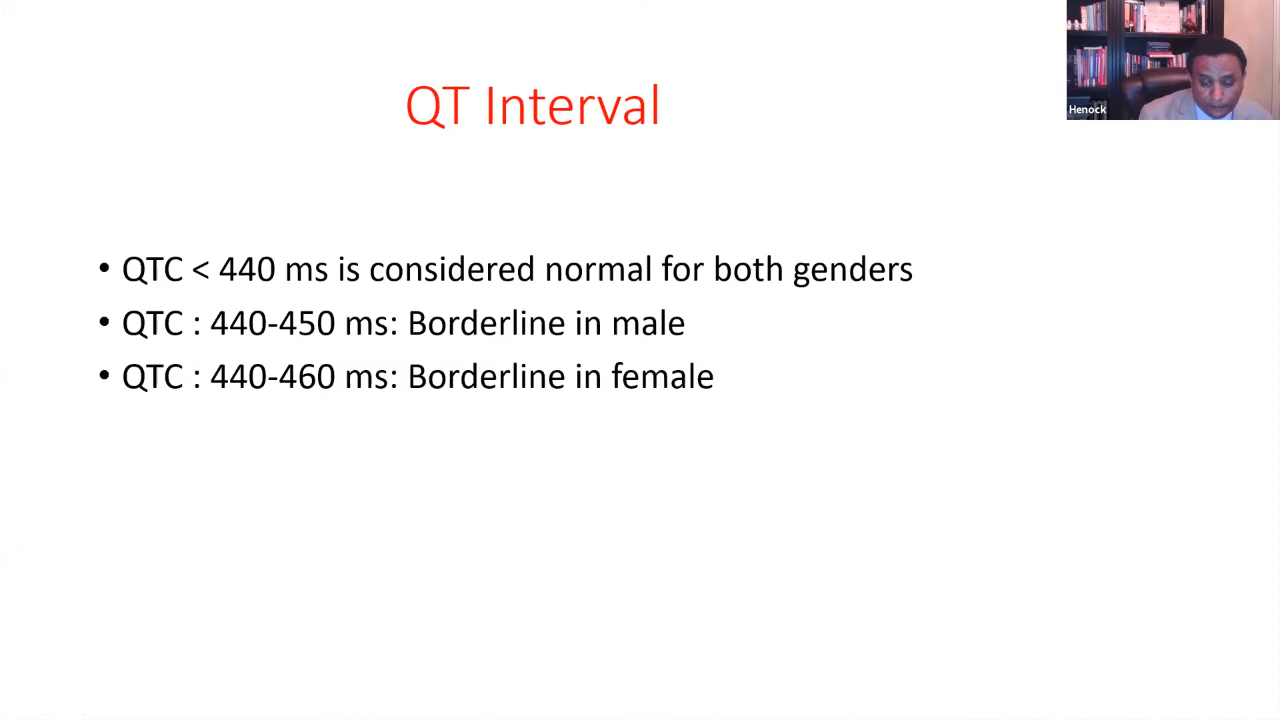 QT Interval
Henock
• QTC < 440 ms is considered normal for both genders
• QTC : 440-450 ms: Borderline in male
• QTC : 440-460 ms: Borderline in female